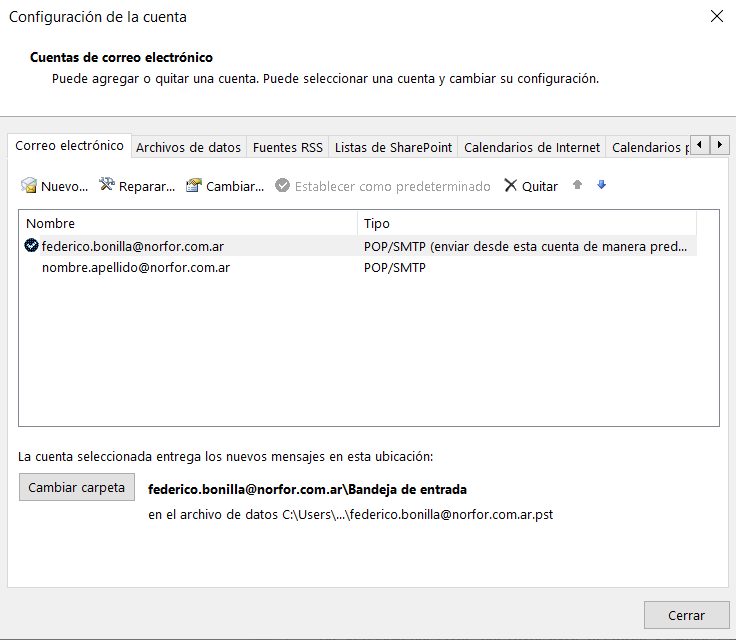 Configuración de la cuenta
Cuentas de correo electrónico
Puede agregar o quitar una cuenta. Puede seleccionar una cuenta y cambiar su configuración.
Correo electrónico Archivos de datos Fuentes RSS Listas de SharePoint Calendarios de Internet Calendarios p
Nuevo... Reparar... Cambiar... Establecer como predeterminado Quitar
Nombre Tipo
federico.bonilla@norfor.com.ar POP/SMTP (enviar desde esta cuenta de manera pred...
nombre.apellido@norfor.com.ar POP/SMTP
La cuenta seleccionada entrega los nuevos mensajes en esta ubicación:
Cambiar carpeta federico.bonilla@norfor.com.ar\Bandeja de entrada
en el archivo de datos C:\Users\...\federico.bonilla@norfor.com.ar.pst
Cerrar